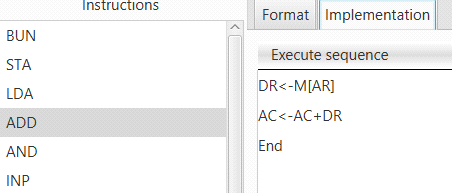 Instructions
BUN
STA
LDA
ADD
AND
INP
Format Implementation
Execute sequence
DR<-M[AR]
AC<-AC+DR
End